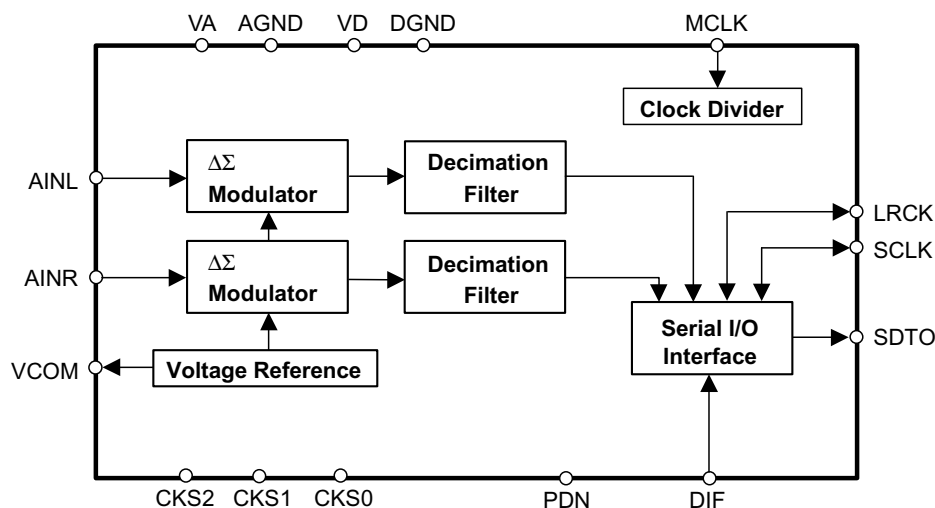 VA AGND VD DGND MCLK
Clock Divider
AINL
ΔΣ
Modulator
Decimation
Filter
LRCK
SCLK
AINR
ΔΣ
Modulator
Decimation
Filter
Serial I/O
Interface
SDTO
VCOM
Voltage Reference
CKS2 CKS1 CKS0 PDN DIF